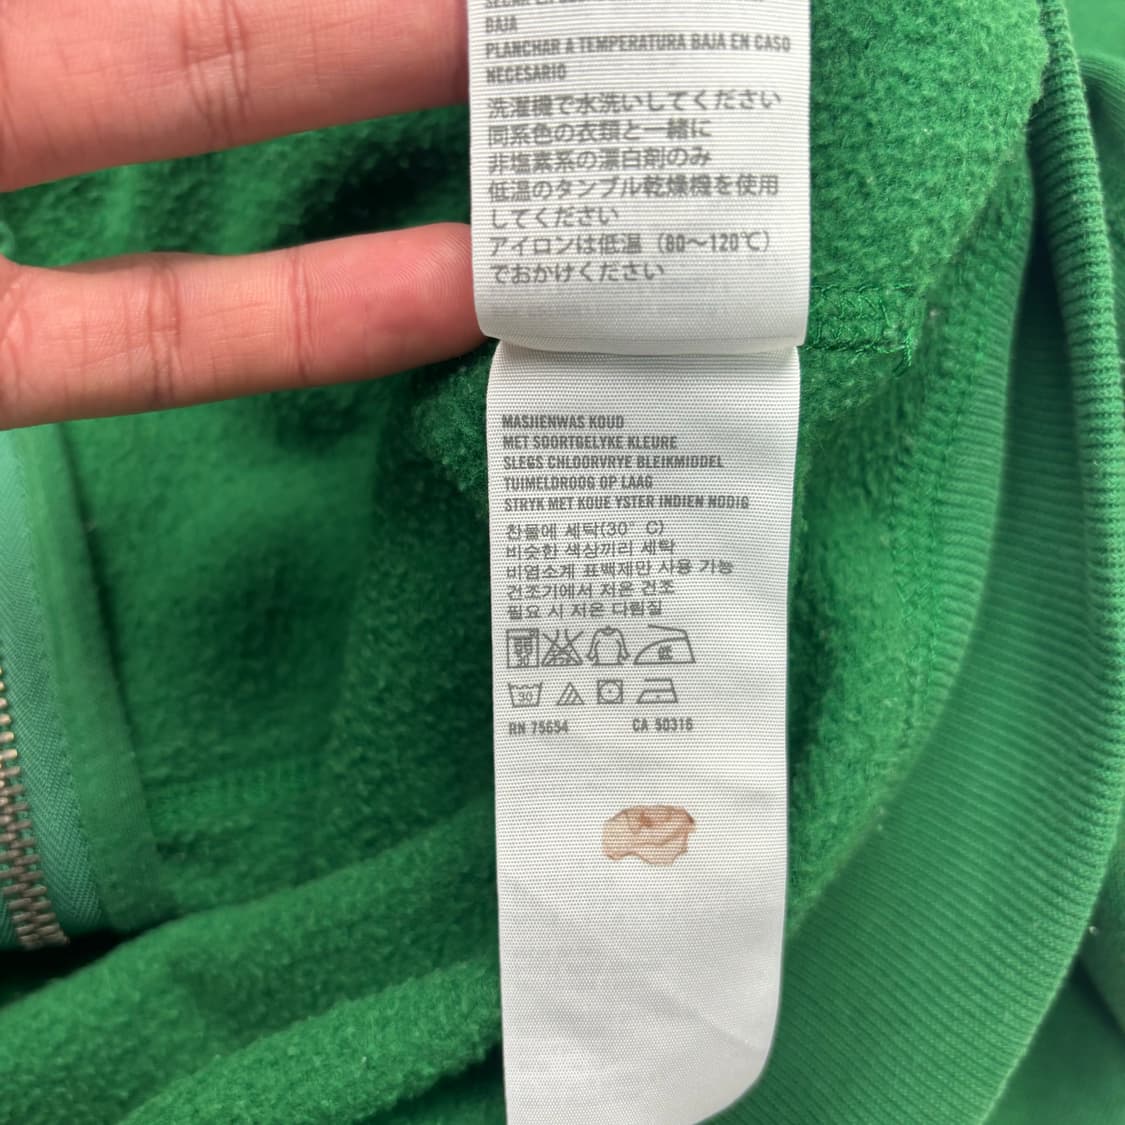 BAJA
PLANCHAR A TEMPERATURA BAJA EN CASO
NECESARIO
洗濯機で水洗いしてください
同系色の衣類と一緒に
非塩素系の漂白剤のみ
低温のタンブル乾燥機を使用
してください
アイロンは低温（80～120℃）
でおかけください
MASJIENWAS KOUD
MET SOORTGELYKE KLEURE
SLEGS CHLOORVRYE BLEIKMIDDEL
TUIMELDROOG OP LAAG
STRYK MET KOUE YSTER INDIEN NODIG
찬물에 세탁(30° C)
비슷한 색상끼리 세탁
비염소계 표백제만 사용 가능
건조기에서 저온 건조
필요 시 저온 다림질
30 低
30
RN 75654 CA 50316